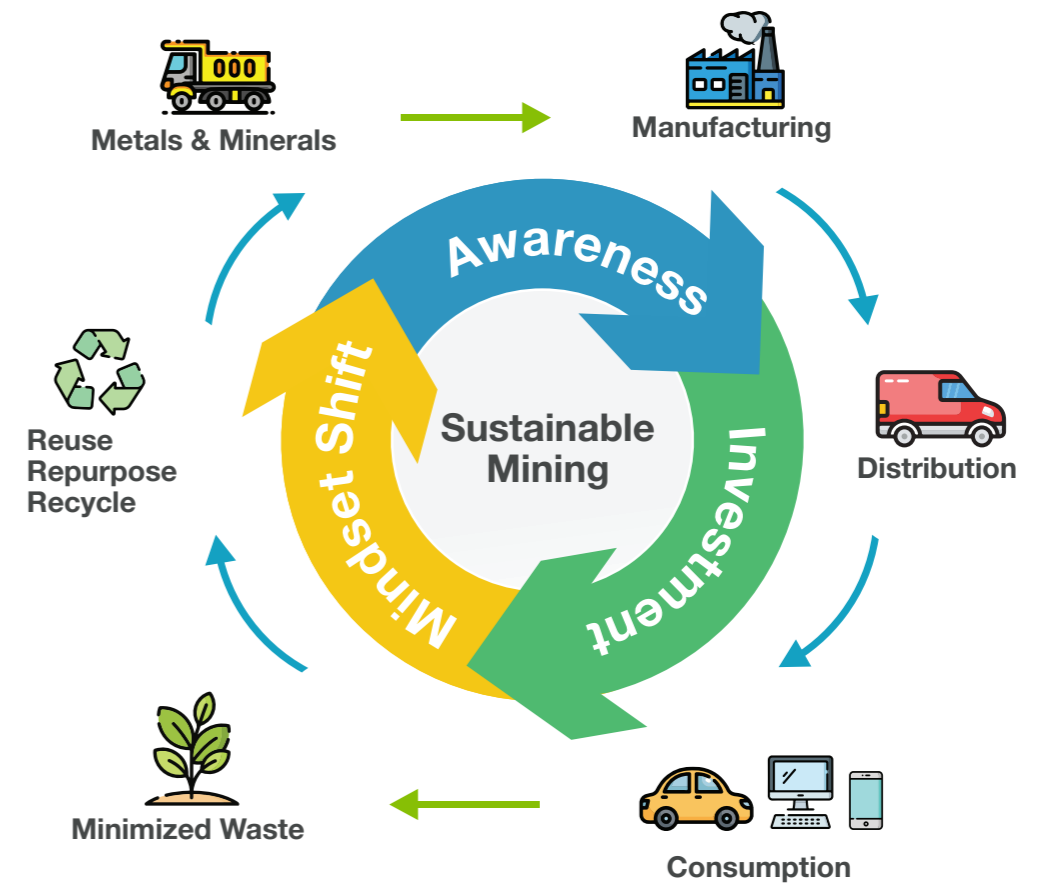 Metals & Minerals
Manufacturing
Awareness
Mindset Shift
Sustainable
Mining
Investment
Reuse
Repurpose
Recycle
Distribution
Minimized Waste
Consumption